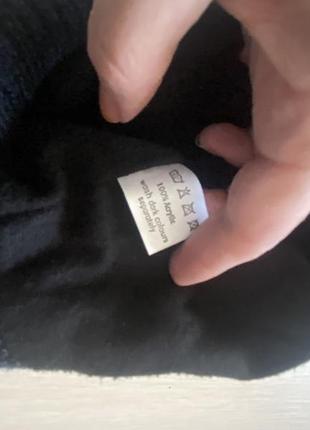 100% Acrylic
wash dark colours
separately